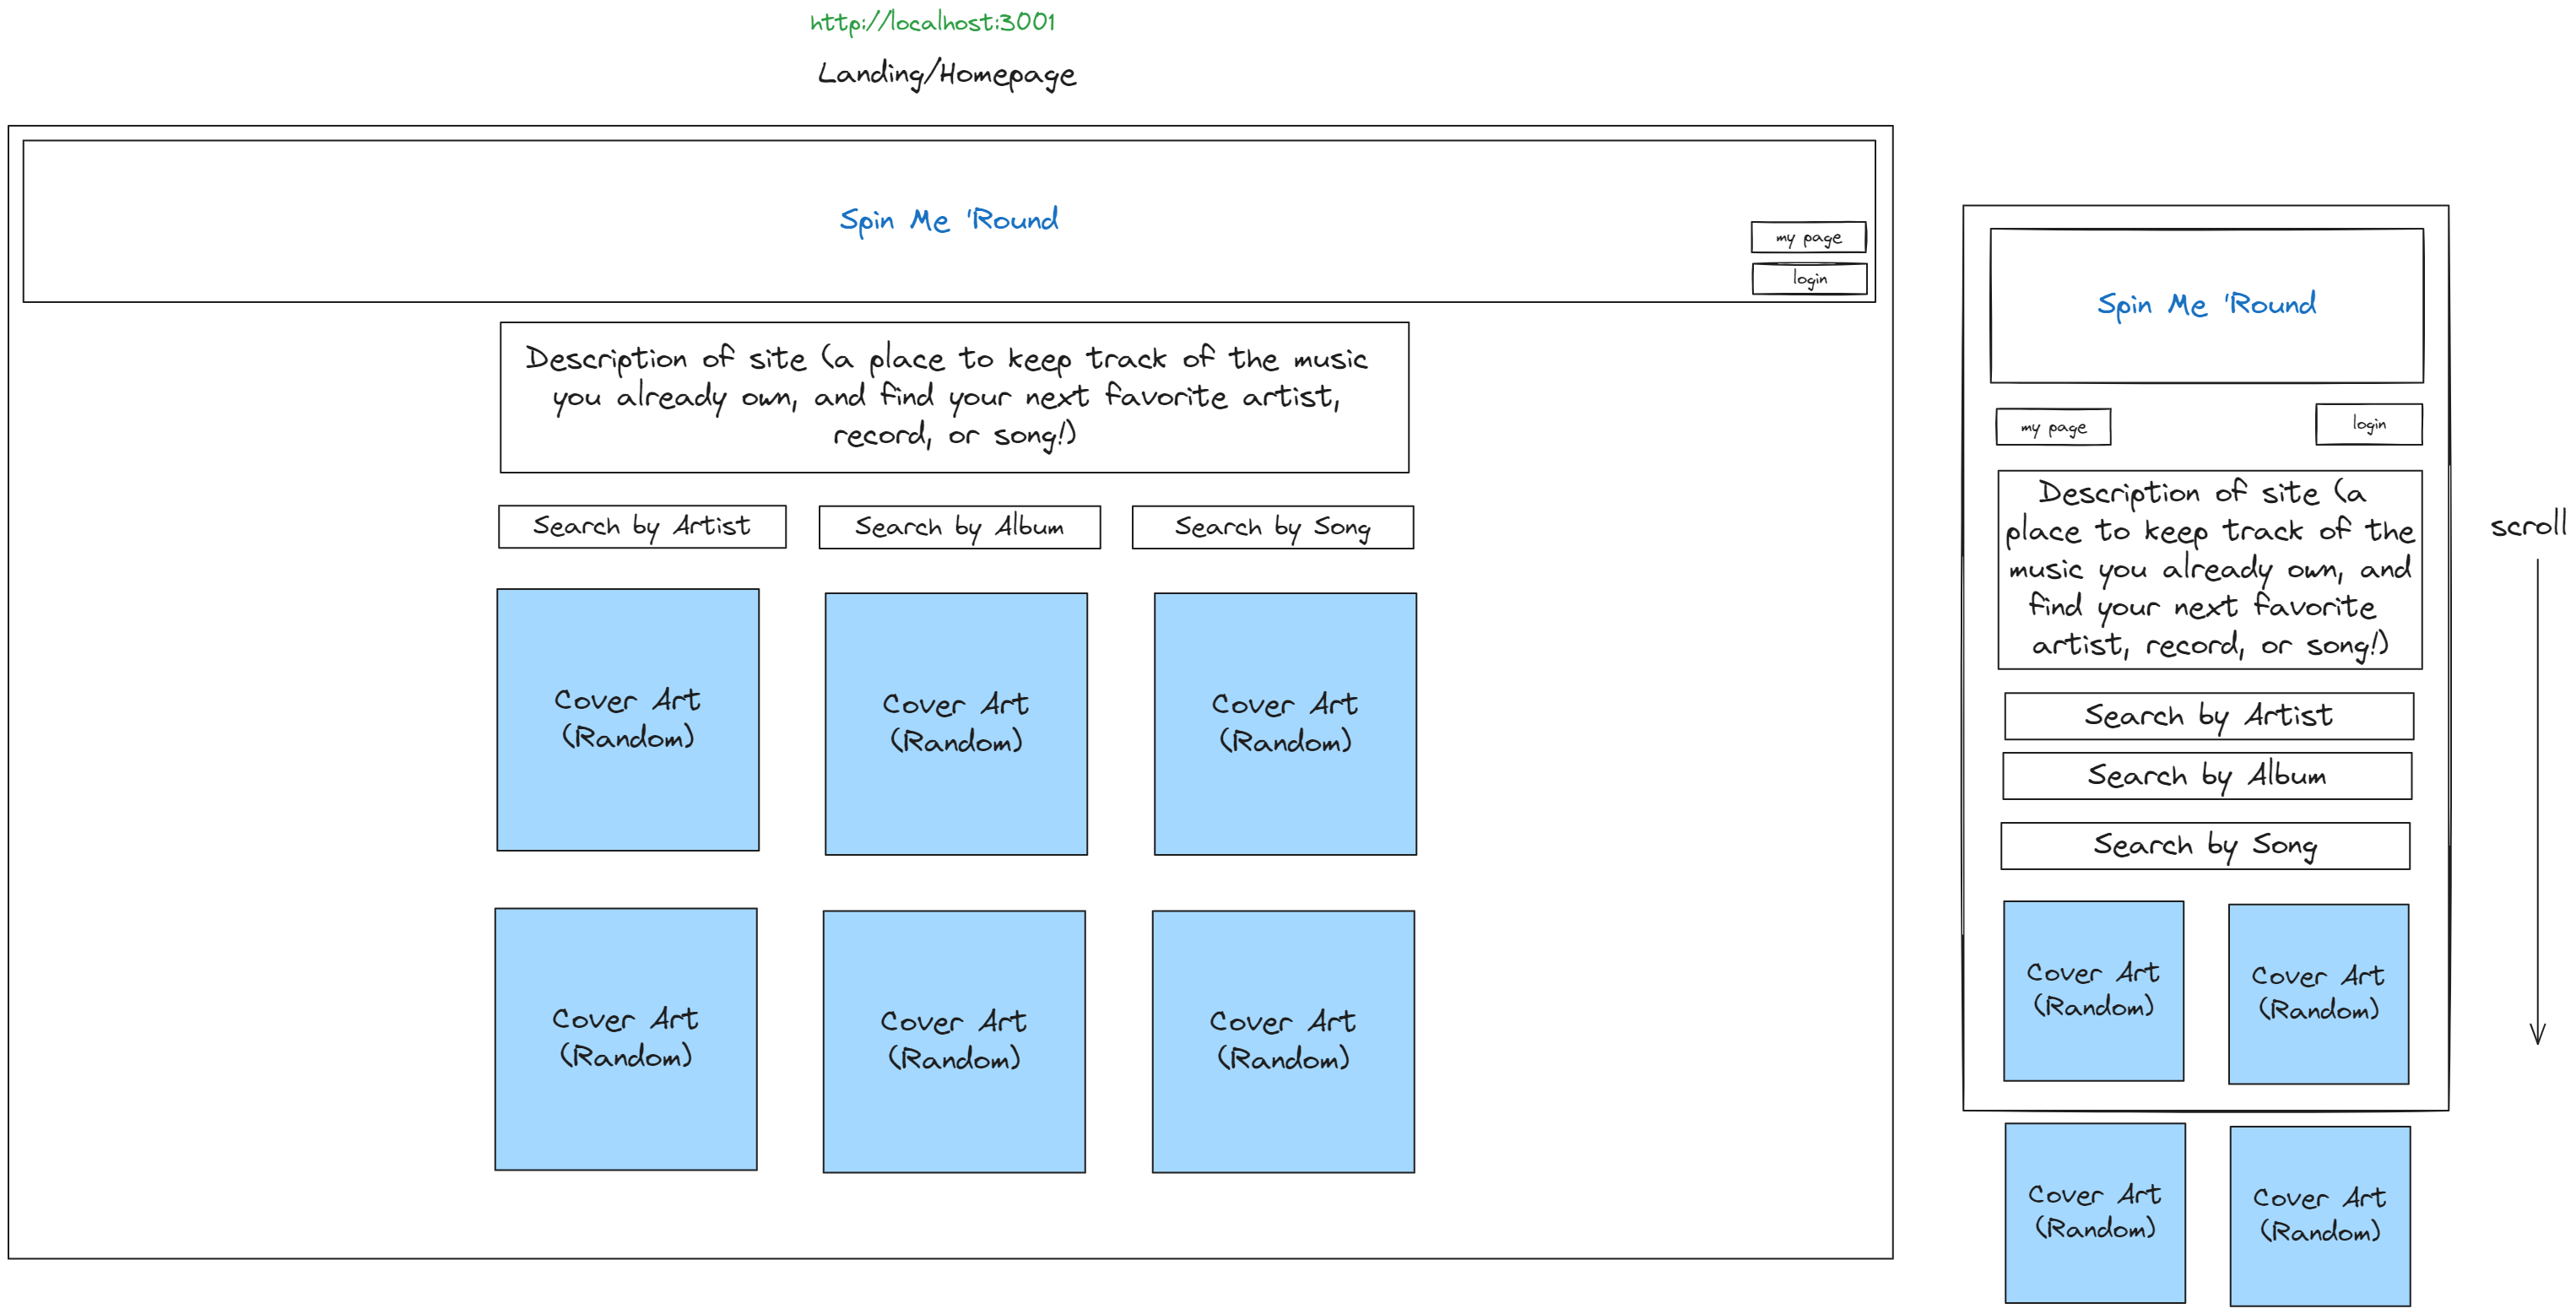 http://localhost:3001
Landing/Homepage
Spin Me 'Round
my page
login
Description of site (a place to keep track of the music
you already own, and find your next favorite artist,
record, or song!)
Search by Artist
Search by Album
Search by Song
Cover Art
(Random)
Cover Art
(Random)
Cover Art
(Random)
Cover Art
(Random)
Cover Art
(Random)
Cover Art
(Random)
Spin Me 'Round
my page
login
Description of site (a
place to keep track of the
music you already own, and
find your next favorite
artist, record, or song!)
Search by Artist
Search by Album
Search by Song
Cover Art
(Random)
Cover Art
(Random)
Cover Art
(Random)
Cover Art
(Random)
scroll